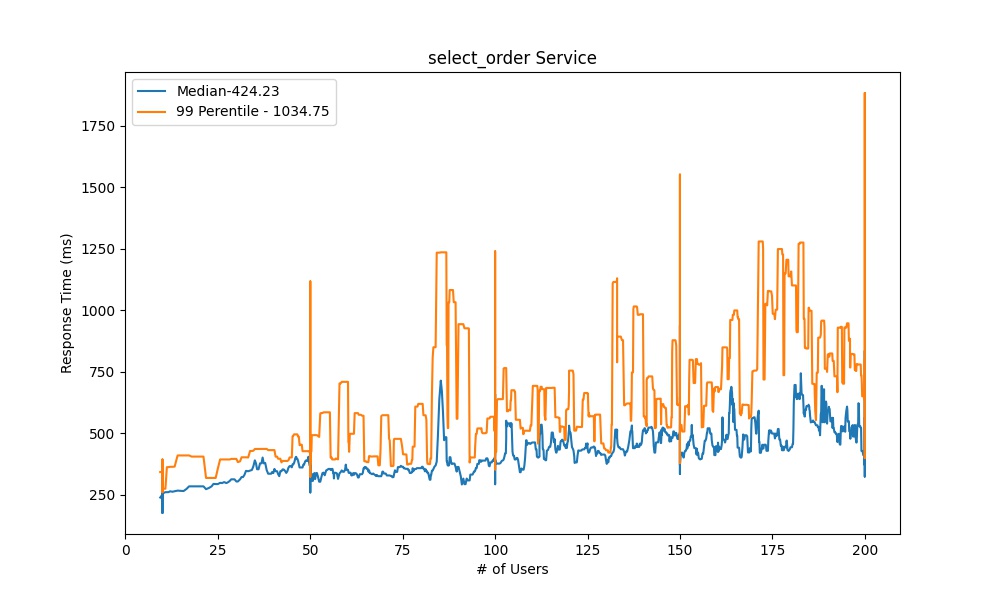 select_order Service
Median-424.23
99 Perentile - 1034.75
Response Time (ms)
1750
1500
1250
1000
750
500
250
0 25 50 75 100 125 150 175 200
# of Users